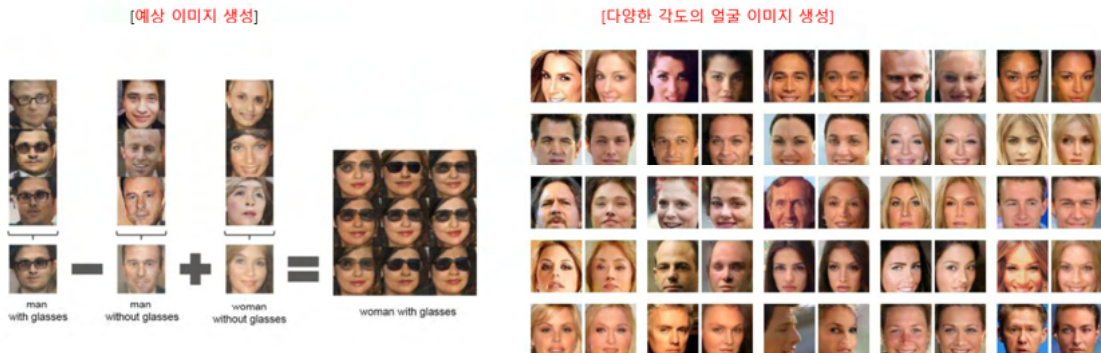 [예상 이미지 생성]
[다양한 각도의 얼굴 이미지 생성]
man
with glasses
man
without glasses
woman
without glasses
woman with glasses